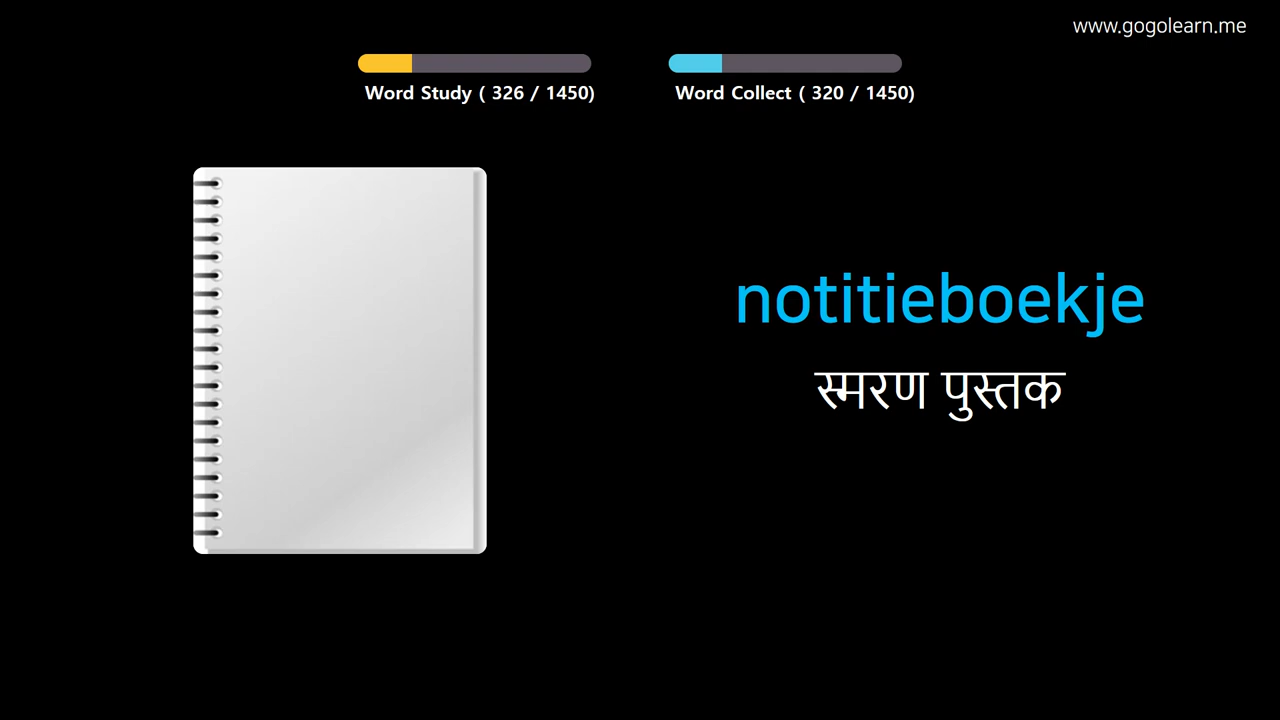 www.gogolearn.me
Word Study ( 326 / 1450)
Word Collect ( 320 / 1450)
notitieboekje
स्मरण पुस्तक